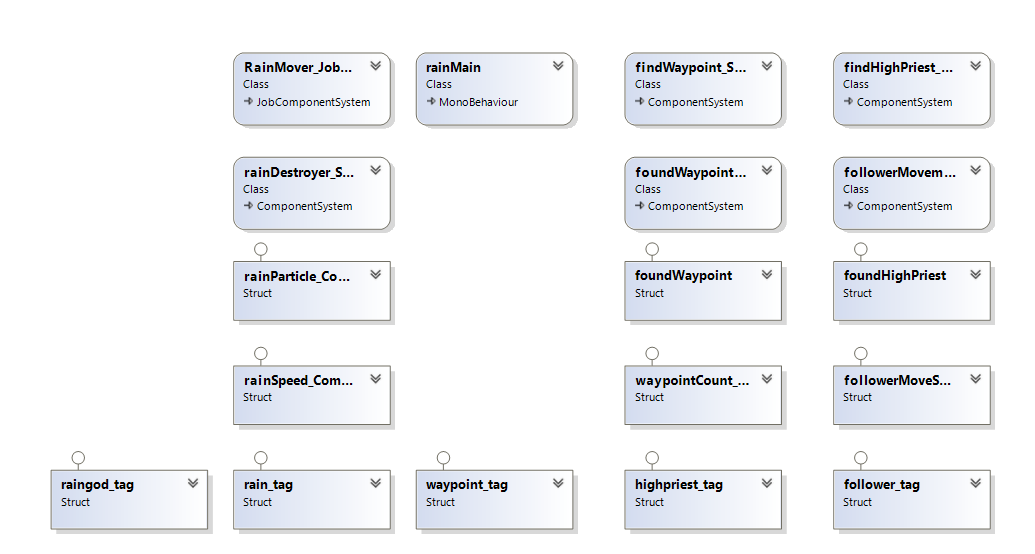 RainMover_Job...
Class
JobComponentSystem
rainMain
Class
MonoBehaviour
findWaypoint_S...
Class
ComponentSystem
findHighPriest_...
Class
ComponentSystem
rainDestroyer_S...
Class
ComponentSystem
foundWaypoint...
Class
ComponentSystem
followerMovem...
Class
ComponentSystem
rainParticle_Co...
Struct
foundWaypoint
Struct
foundHighPriest
Struct
rainSpeed_Com...
Struct
waypointCount_...
Struct
followerMoveS...
Struct
raingod_tag
Struct
rain_tag
Struct
waypoint_tag
Struct
highpriest_tag
Struct
follower_tag
Struct